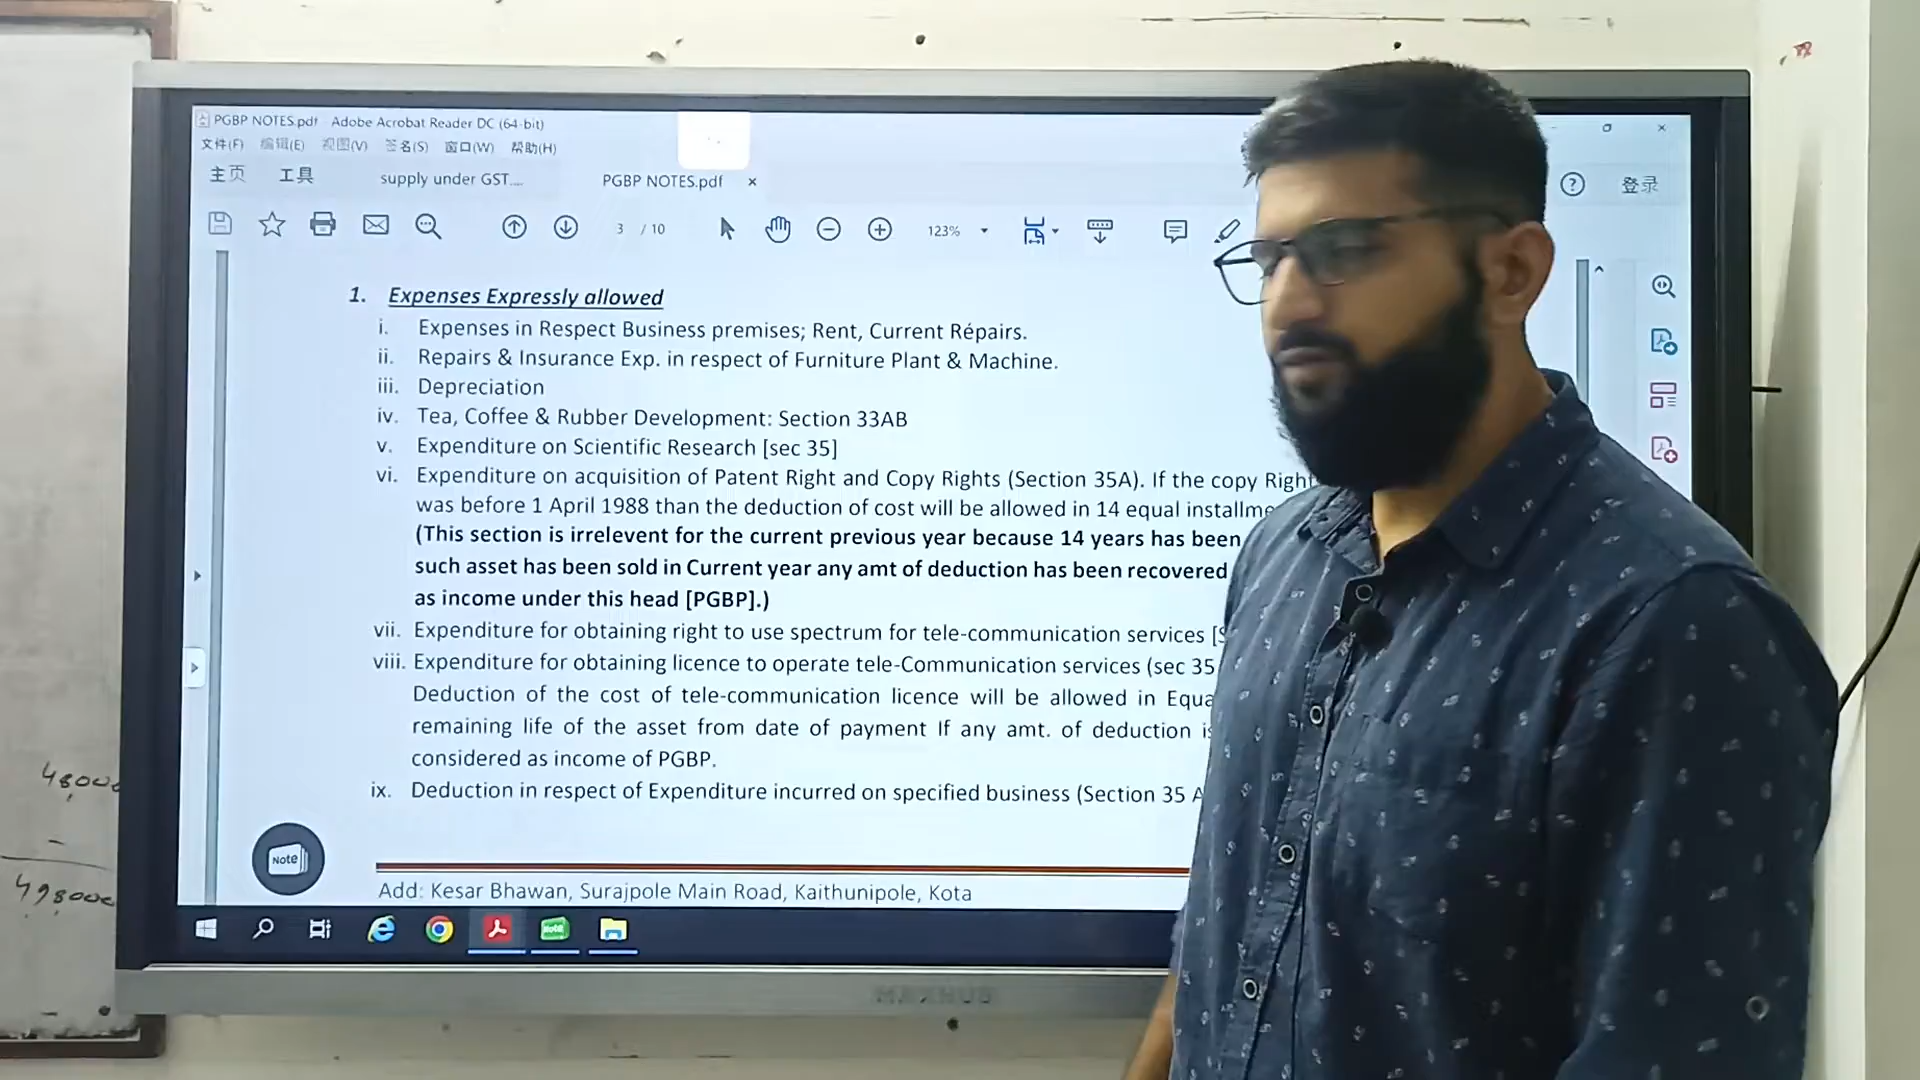 PGBP NOTES.pdf - Adobe Acrobat Reader DC (64-bit)
文件(F) 编辑(E) 视图(V) 签名(S) 窗口(W) 帮助(H)
主页 工具 supply under GST.... PGBP NOTES.pdf ×
登录
3 / 10 123%
1. Expenses Expressly allowed
i. Expenses in Respect Business premises; Rent, Current Répairs.
ii. Repairs & Insurance Exp. in respect of Furniture Plant & Machine.
iii. Depreciation
iv. Tea, Coffee & Rubber Development: Section 33AB
v. Expenditure on Scientific Research [sec 35]
vi. Expenditure on acquisition of Patent Right and Copy Rights (Section 35A). If the copy Right
was before 1 April 1988 than the deduction of cost will be allowed in 14 equal installme
(This section is irrelevent for the current previous year because 14 years has been
such asset has been sold in Current year any amt of deduction has been recovered
as income under this head [PGBP].)
vii. Expenditure for obtaining right to use spectrum for tele-communication services [S
viii. Expenditure for obtaining licence to operate tele-Communication services (sec 35
Deduction of the cost of tele-communication licence will be allowed in Equa
remaining life of the asset from date of payment If any amt. of deduction is
considered as income of PGBP.
ix. Deduction in respect of Expenditure incurred on specified business (Section 35 A
Note
Add: Kesar Bhawan, Surajpole Main Road, Kaithunipole, Kota
MAXHUB